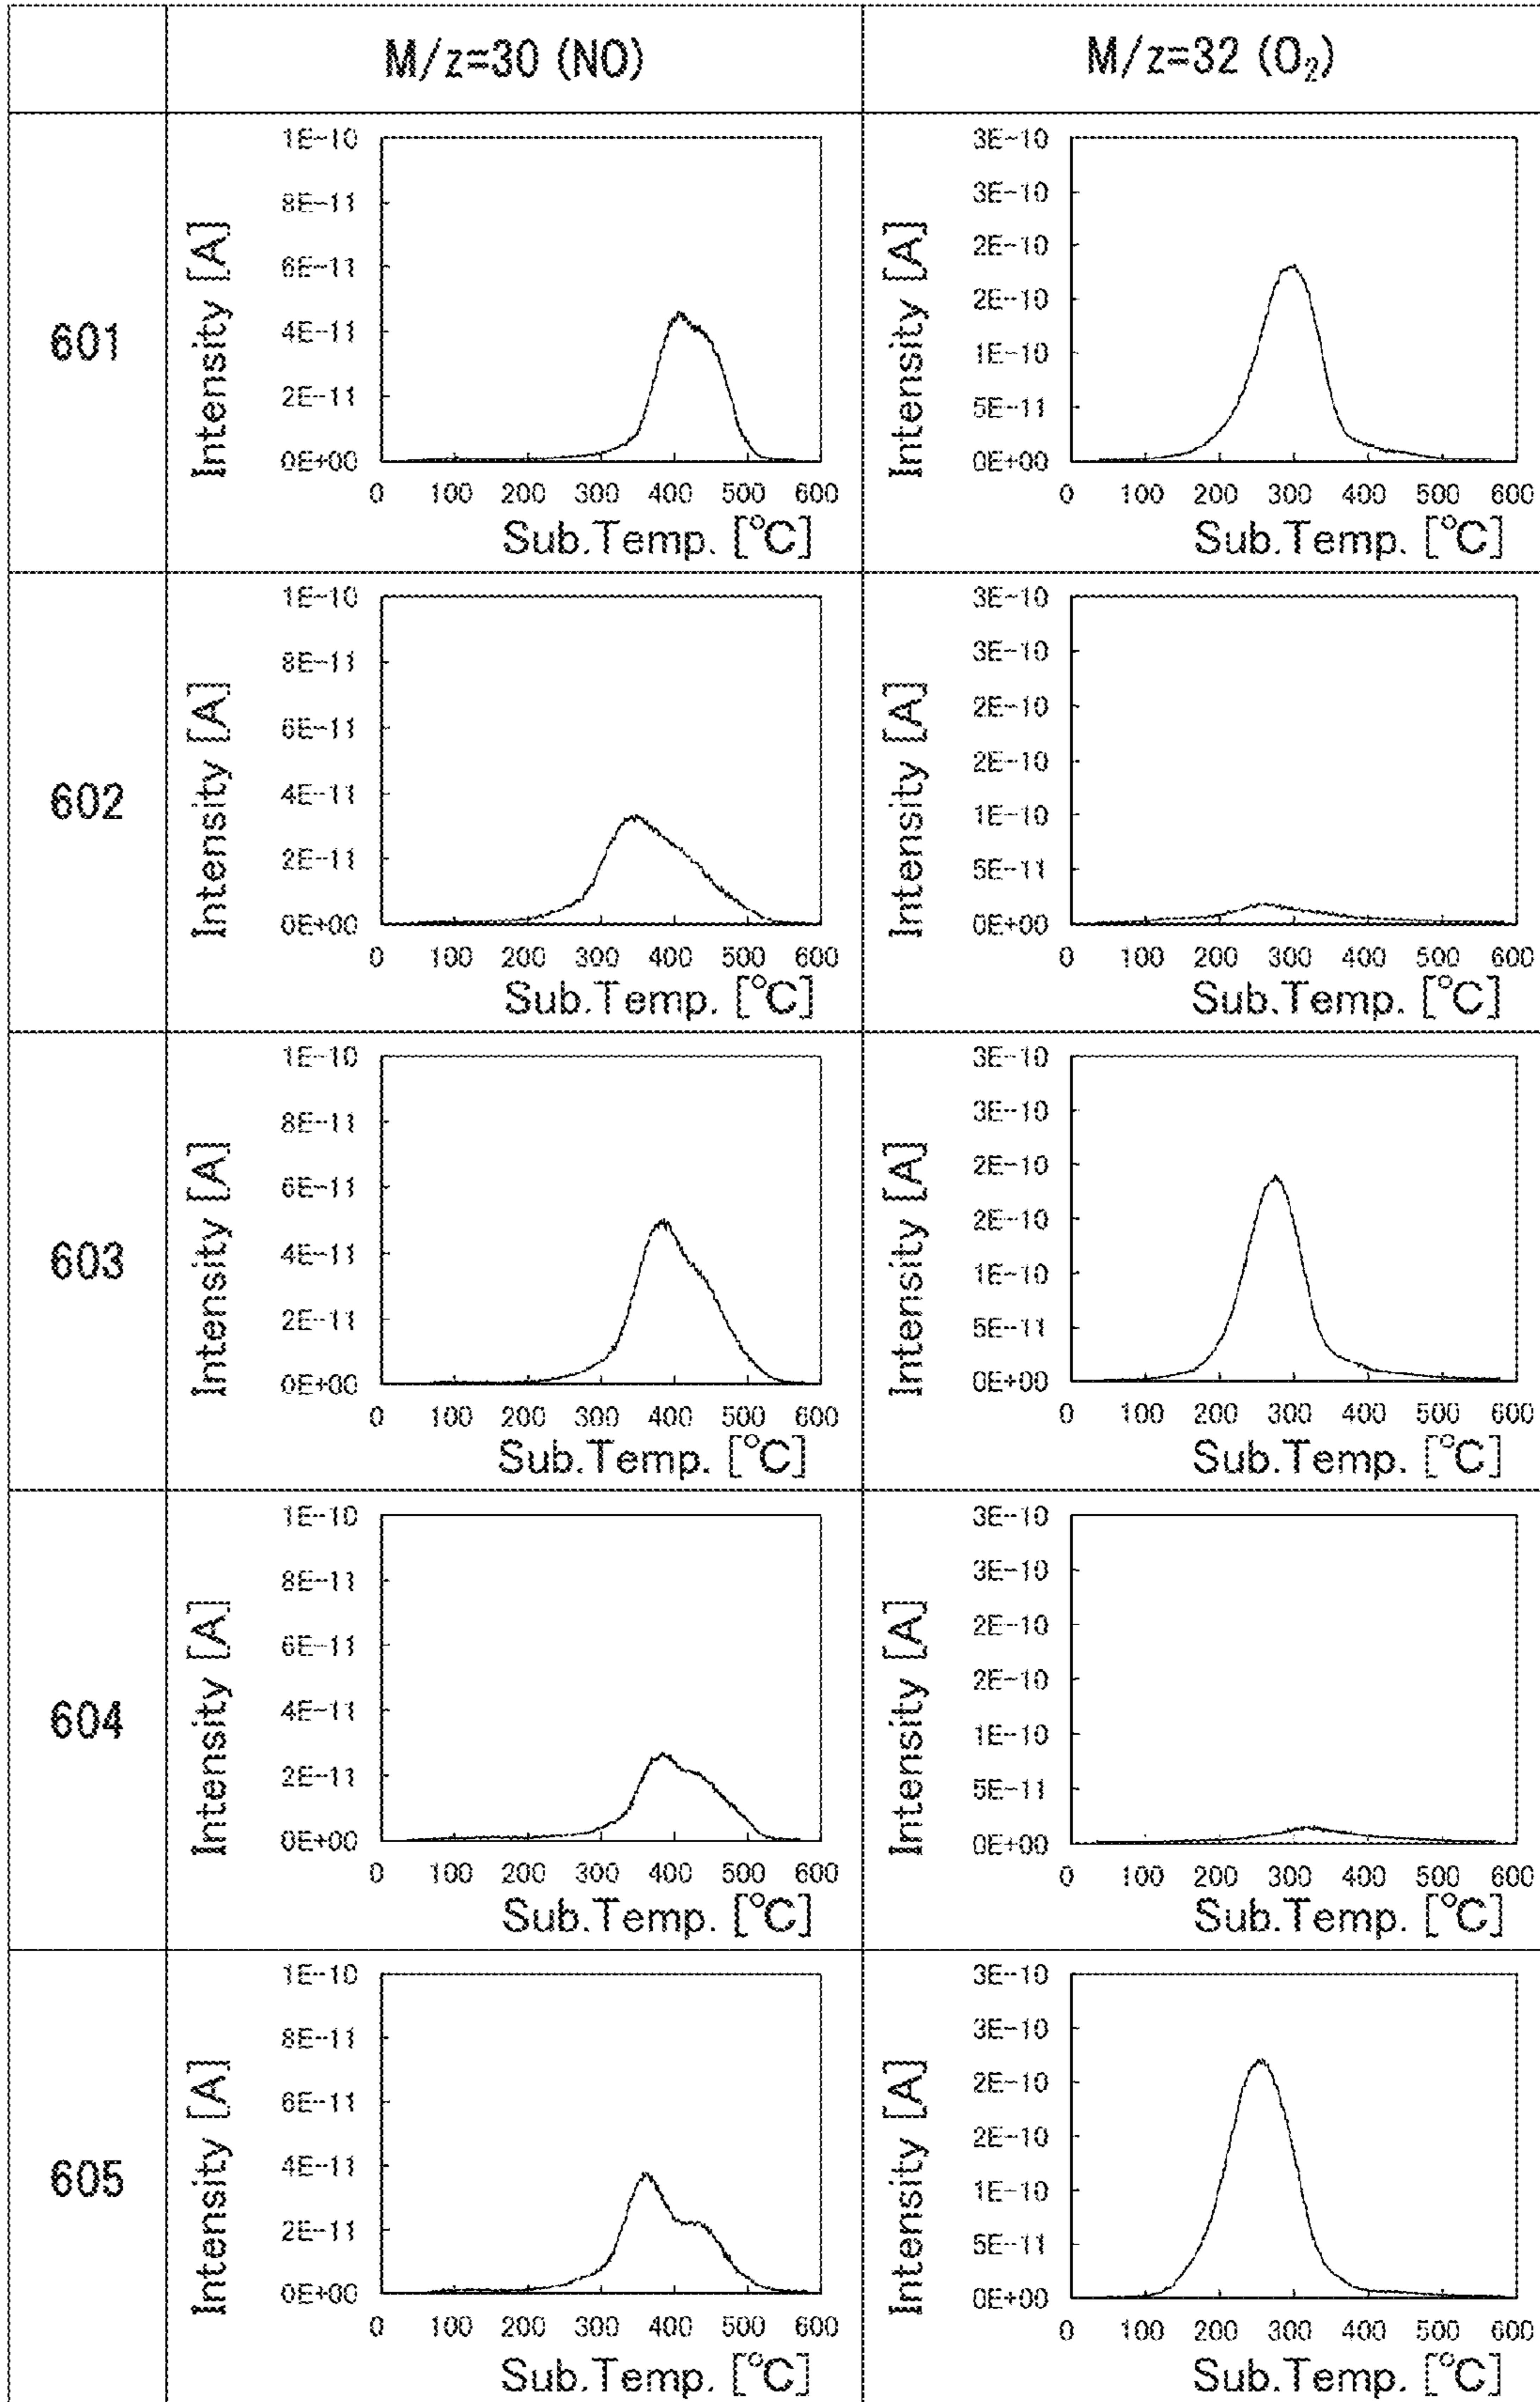 M/z=30 (NO)
M/z=32 (O₂)
601
Intensity [A]
1E-10
8E-11
6E-11
4E-11
2E-11
0E+00
0 100 200 300 400 500 600
Sub.Temp. [°C]
Intensity [A]
3E-10
3E-10
2E-10
2E-10
1E-10
5E-11
0E+00
0 100 200 300 400 500 600
Sub.Temp. [°C]
602
Intensity [A]
1E-10
8E-11
6E-11
4E-11
2E-11
0E+00
0 100 200 300 400 500 600
Sub.Temp. [°C]
Intensity [A]
3E-10
3E-10
2E-10
2E-10
1E-10
5E-11
0E+00
0 100 200 300 400 500 600
Sub.Temp. [°C]
603
Intensity [A]
1E-10
8E-11
6E-11
4E-11
2E-11
0E+00
0 100 200 300 400 500 600
Sub.Temp. [°C]
Intensity [A]
3E-10
3E-10
2E-10
2E-10
1E-10
5E-11
0E+00
0 100 200 300 400 500 600
Sub.Temp. [°C]
604
Intensity [A]
1E-10
8E-11
6E-11
4E-11
2E-11
0E+00
0 100 200 300 400 500 600
Sub.Temp. [°C]
Intensity [A]
3E-10
3E-10
2E-10
2E-10
1E-10
5E-11
0E+00
0 100 200 300 400 500 600
Sub.Temp. [°C]
605
Intensity [A]
1E-10
8E-11
6E-11
4E-11
2E-11
0E+00
0 100 200 300 400 500 600
Sub.Temp. [°C]
Intensity [A]
3E-10
3E-10
2E-10
2E-10
1E-10
5E-11
0E+00
0 100 200 300 400 500 600
Sub.Temp. [°C]